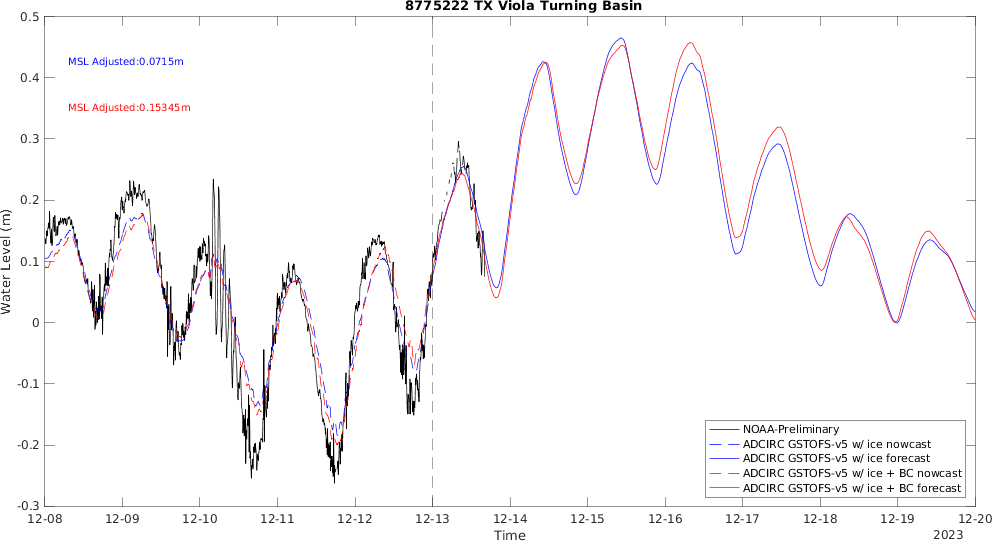 8775222 TX Viola Turning Basin
MSL Adjusted:0.0715m
MSL Adjusted:0.15345m
Water Level (m)
0.5
0.4
0.3
0.2
0.1
0
-0.1
-0.2
-0.3
NOAA-Preliminary
ADCIRC GSTOFS-v5 w/ ice nowcast
ADCIRC GSTOFS-v5 w/ ice forecast
ADCIRC GSTOFS-v5 w/ ice + BC nowcast
ADCIRC GSTOFS-v5 w/ ice + BC forecast
12-08 12-09 12-10 12-11 12-12 12-13 12-14 12-15 12-16 12-17 12-18 12-19 12-20
Time
2023